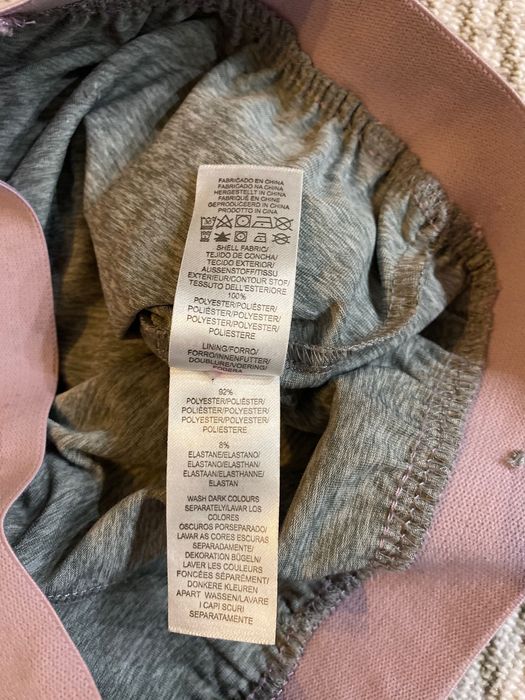 FABRICADO EN CHINA
FABRICADO NA CHINA
HERGESTELLT IN CHINA
FABRIQUÉ EN CHINE
GEPRODUCEERD IN CHINA
PRODOTTO IN CINA
SHELL FABRIC/
TEJIDO DE CONCHA/
TECIDO EXTERIOR/
AUSSENSTOFF/TISSU
EXTÉRIEUR/CONTOUR STOF/
TESSUTO DELL'ESTERIORE
100%
POLYESTER/POLIÉSTER/
POLIÉSTER/POLYESTER/
POLYESTER/POLYESTER/
POLIESTERE
LINING/FORRO/
FORRO/INNENFUTTER/
DOUBLURE/VOERING/
FODERA
92%
POLYESTER/POLIÉSTER/
POLIÉSTER/POLYESTER/
POLYESTER/POLYESTER/
POLIESTERE
8%
ELASTANE/ELASTANO/
ELASTANO/ELASTHAN/
ELASTAAN/ELASTHANNE/
ELASTAN
WASH DARK COLOURS
SEPARATELY/LAVAR LOS
COLORES
OSCUROS PORSEPARADO/
LAVAR AS CORES ESCURAS
SEPARADAMENTE/
DEKORATION BÜGELN/
LAVER LES COULEURS
FONCÉES SÉPARÉMENT/
DONKERE KLEUREN
APART WASSEN/LAVARE
I CAPI SCURI
SEPARATAMENTE